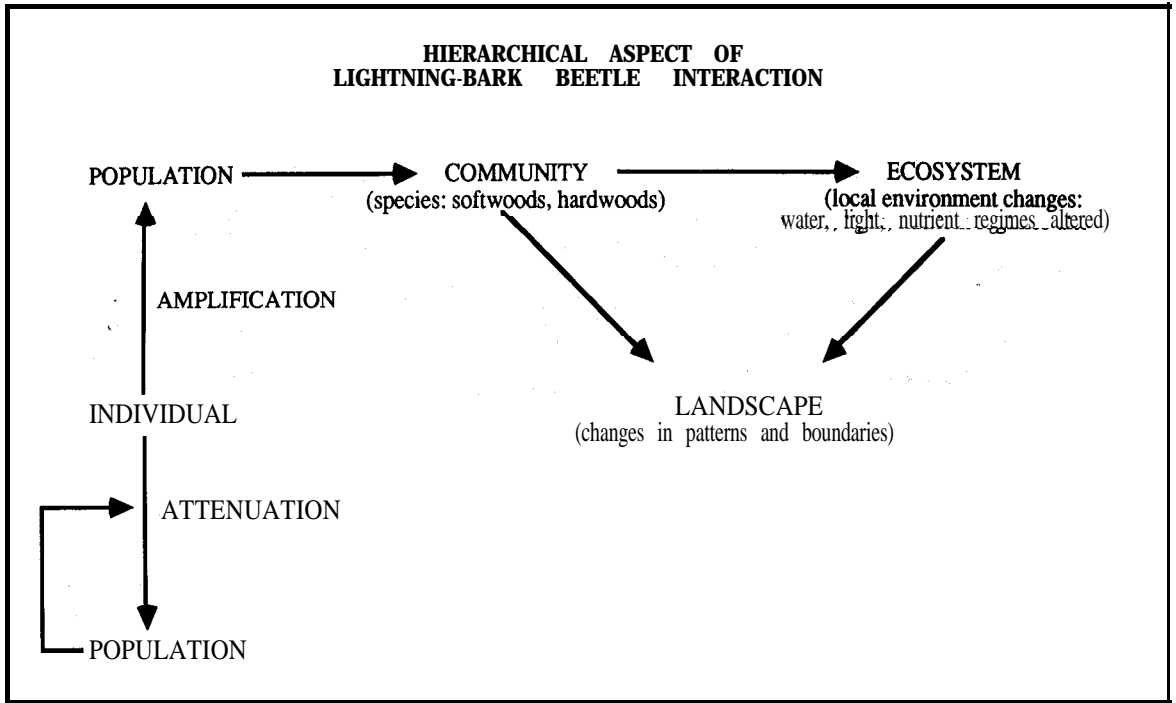 HIERARCHICAL ASPECT OF
LIGHTNING-BARK BEETLE INTERACTION
POPULATION
COMMUNITY
(species: softwoods, hardwoods)
ECOSYSTEM
(local environment changes:
water, light, nutrient regimes altered)
AMPLIFICATION
INDIVIDUAL
LANDSCAPE
(changes in patterns and boundaries)
ATTENUATION
POPULATION